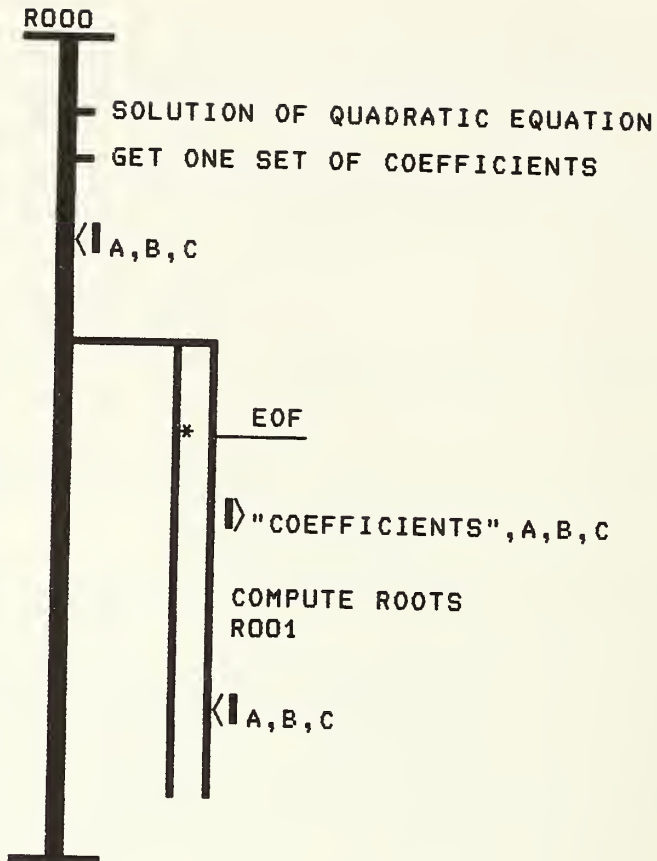 R000
SOLUTION OF QUADRATIC EQUATION
GET ONE SET OF COEFFICIENTS
A,B,C
* EOF
"COEFFICIENTS",A,B,C
COMPUTE ROOTS
R001
A,B,C